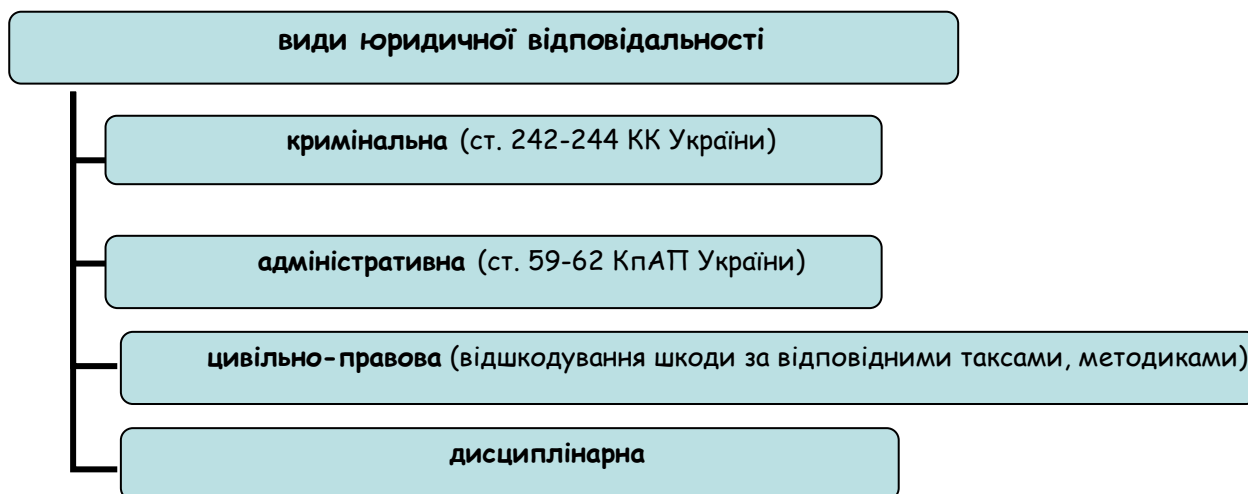 види юридичної відповідальності
кримінальна (ст. 242-244 КК України)
адміністративна (ст. 59-62 КпАП України)
цивільно-правова (відшкодування шкоди за відповідними таксами, методиками)
дисциплінарна